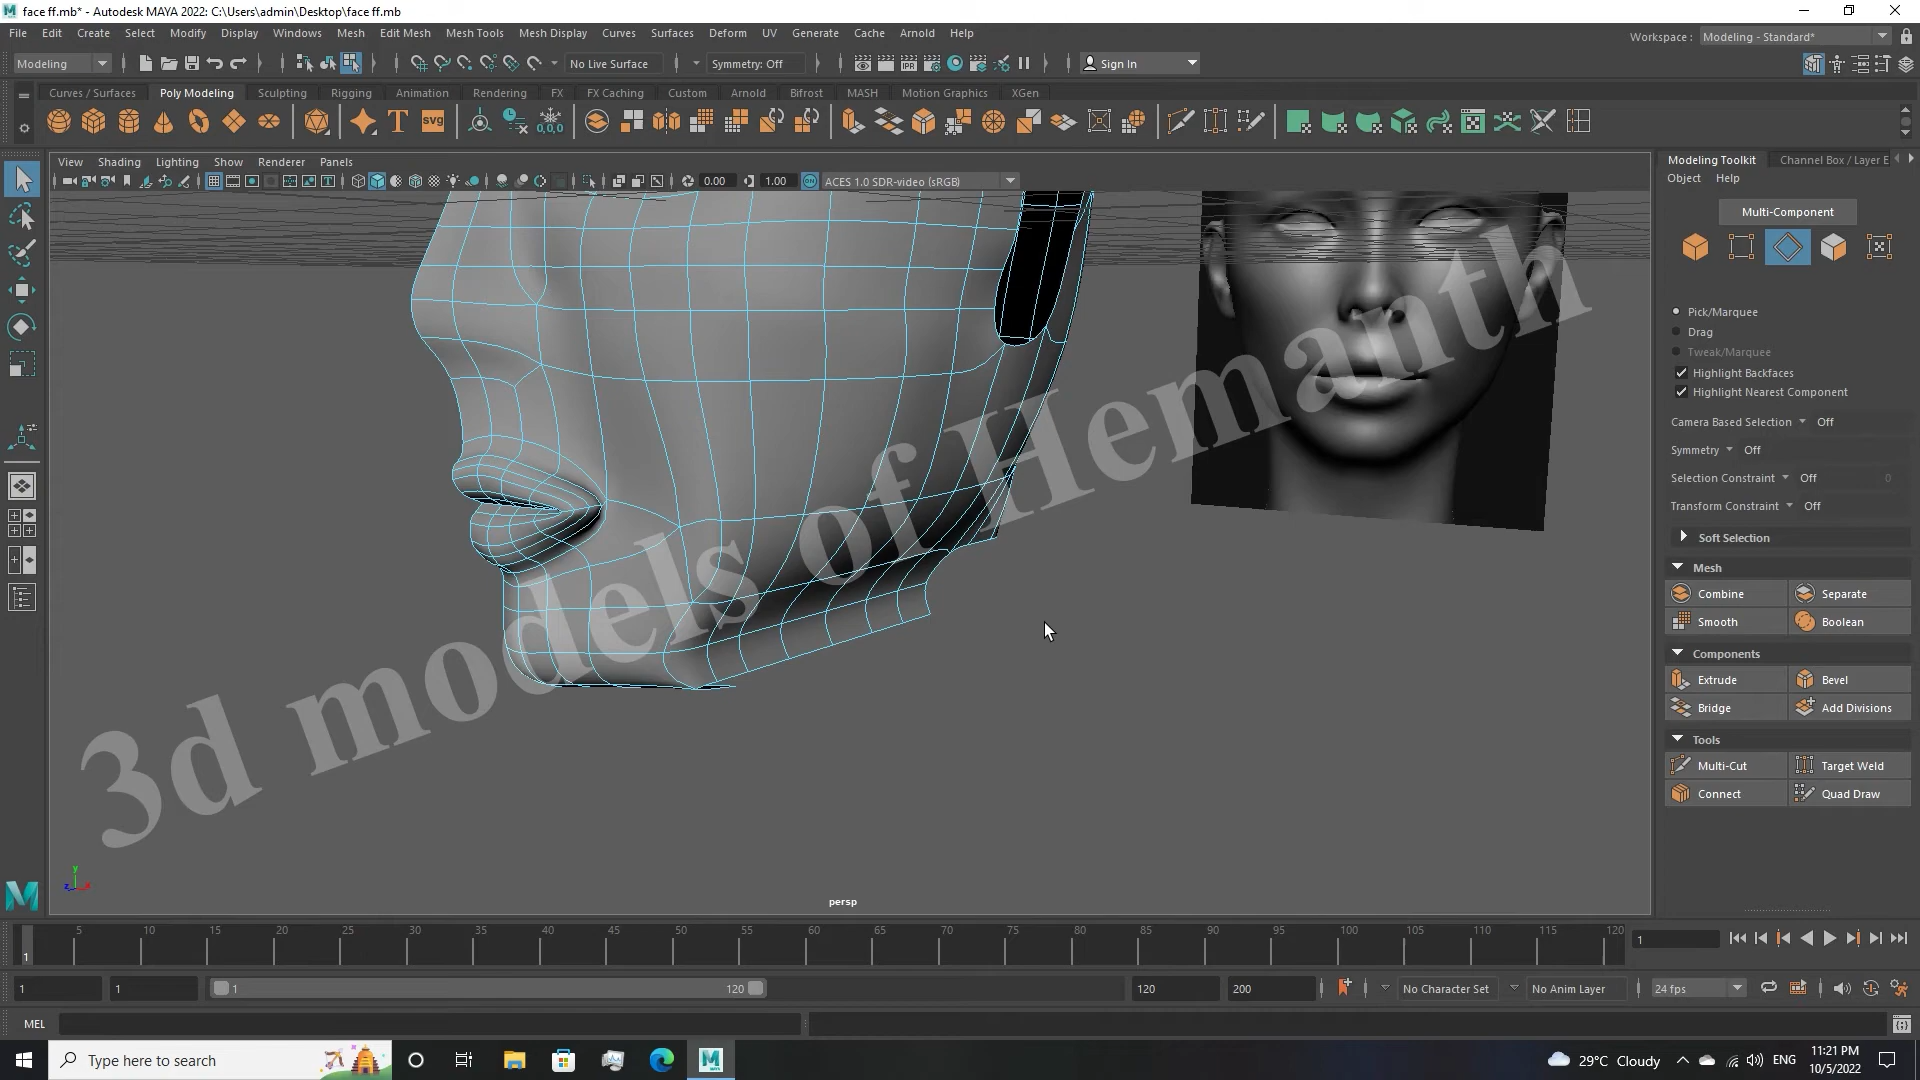 face ff.mb* - Autodesk MAYA 2022: C:\Users\admin\Desktop\face ff.mb
File Edit Create Select Modify Display Windows Mesh Edit Mesh Mesh Tools Mesh Display Curves Surfaces Deform UV Generate Cache Arnold Help
Workspace : Modeling - Standard*
Modeling No Live Surface Symmetry: Off IPR Sign In
Curves / Surfaces Poly Modeling Sculpting Rigging Animation Rendering FX FX Caching Custom Arnold Bifrost MASH Motion Graphics XGen
T svg 0,0,0
View Shading Lighting Show Renderer Panels
0.00 1.00 ON ACES 1.0 SDR-video (sRGB)
Modeling Toolkit Channel Box / Layer E
Object Help
Multi-Component
Pick/Marquee
Drag
Tweak/Marquee
Highlight Backfaces
Highlight Nearest Component
Camera Based Selection Off
Symmetry Off
Selection Constraint Off 0
Transform Constraint Off
Soft Selection
Mesh
Combine Separate
Smooth Boolean
Components
Extrude Bevel
Bridge Add Divisions
Tools
Multi-Cut Target Weld
Connect Quad Draw
3d models of Hemanth
y
z x
persp
MAYA
5 10 15 20 25 30 35 40 45 50 55 60 65 70 75 80 85 90 95 100 105 110 115 120
1 1
1 1 1 120 120 200 No Character Set No Anim Layer 24 fps
MEL
Type here to search 29°C Cloudy ENG 11:21 PM
10/5/2022